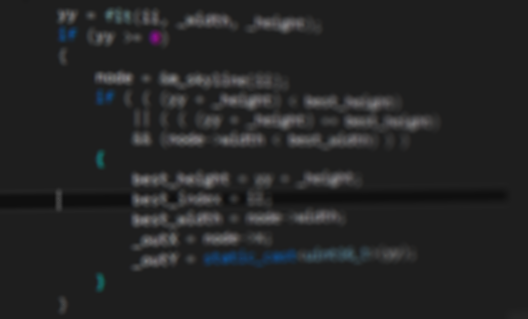 yy = fit(ii, _width, _height);
if (yy >= 0)
{
node = &m_skyline[ii];
if ( ( (yy + _height) < best_height)
|| ( ( (yy + _height) == best_height)
&& (node->width < best_width) ) )
{
best_height = yy + _height;
best_index = ii;
best_width = node->width;
_outX = node->x;
_outY = static_cast<uint16_t>(yy);
}
}